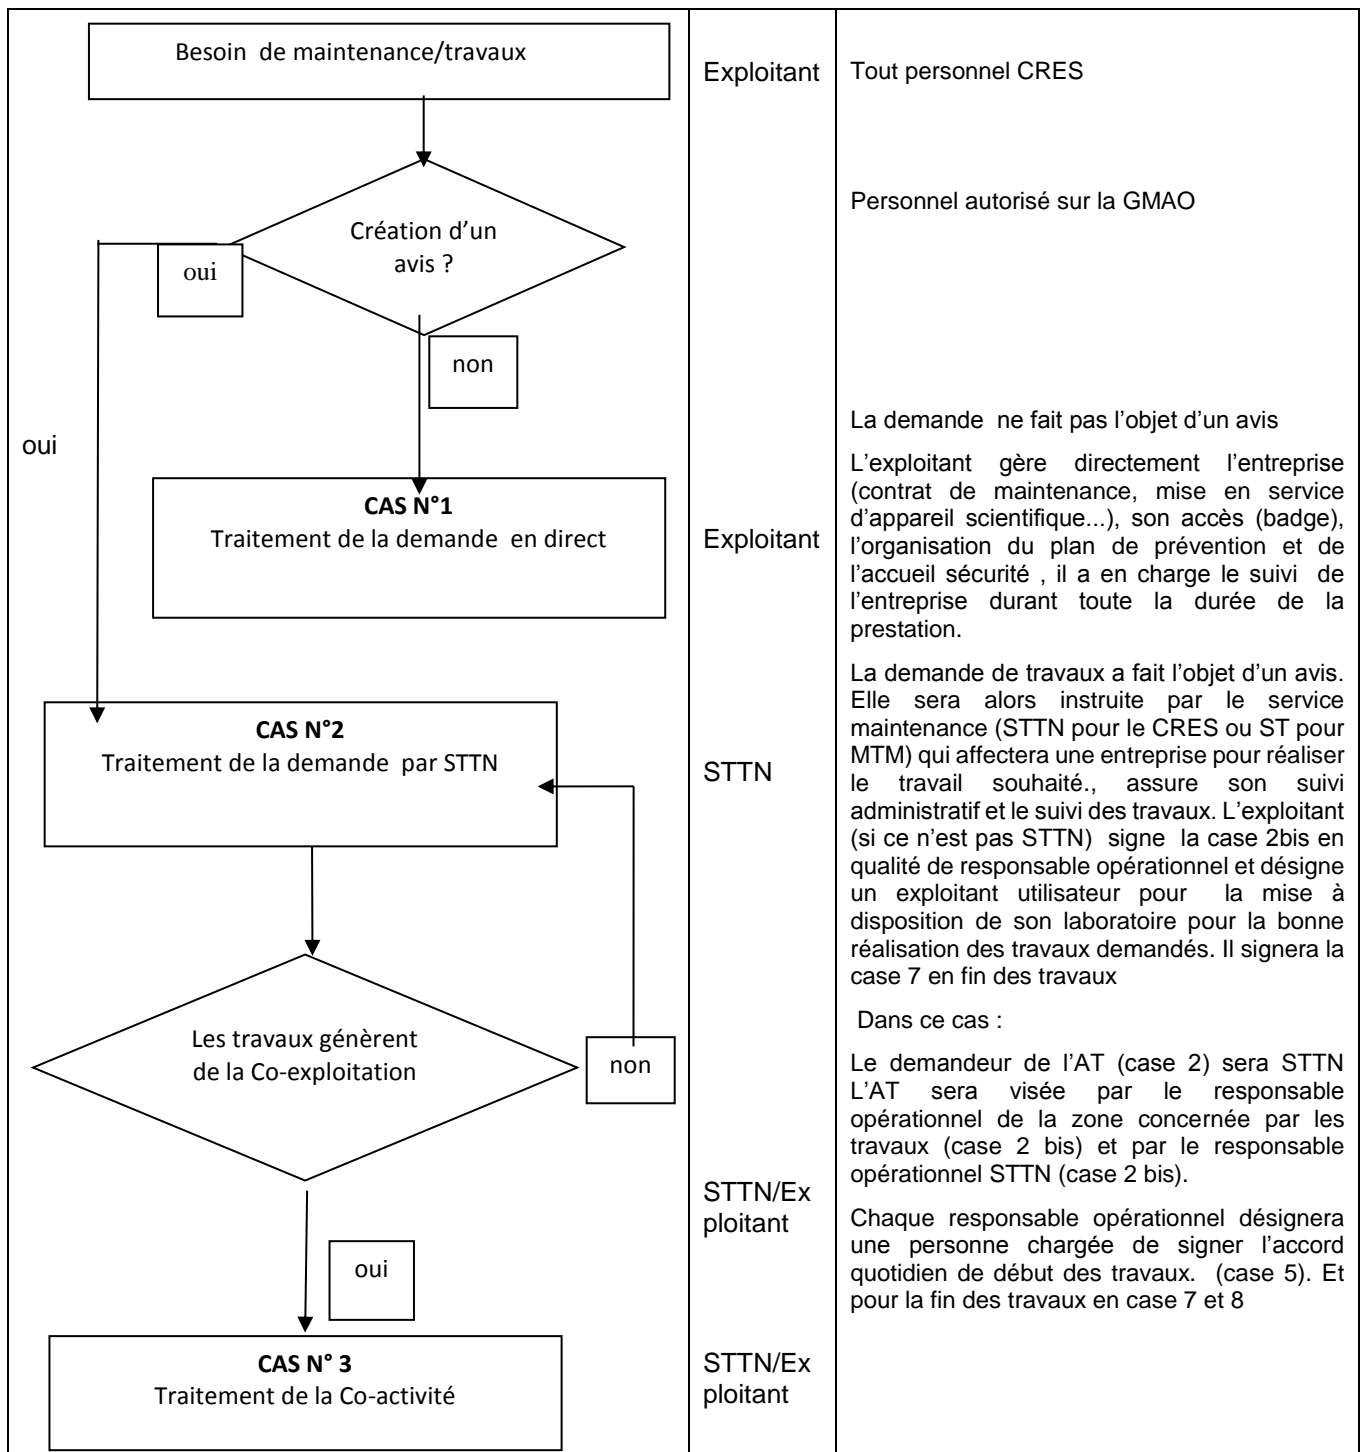 Besoin  de maintenance/travaux
Exploitant
Tout personnel CRES
Personnel autorisé sur la GMAO
Création d'un
avis ?
oui
non
oui
La demande  ne fait pas l'objet d'un avis
L'exploitant gère directement l'entreprise
(contrat de maintenance, mise en service
d'appareil scientifique...), son accès (badge),
l'organisation du plan de prévention et de
l'accueil sécurité , il a en charge le suivi de
l'entreprise durant toute la durée de la
prestation.
CAS N°1
Traitement de la demande  en direct
Exploitant
La demande de travaux a fait l'objet d'un avis.
Elle sera alors instruite par le service
maintenance (STTN pour le CRES ou ST pour
MTM) qui affectera une entreprise pour réaliser
le travail souhaité., assure son suivi
administratif et le suivi des travaux. L'exploitant
(si ce n'est pas STTN)  signe  la case 2bis en
qualité de responsable opérationnel et désigne
un exploitant utilisateur pour la mise à
disposition de son laboratoire pour la bonne
réalisation des travaux demandés. Il signera la
case 7 en fin des travaux
CAS N°2
Traitement de la demande  par STTN
STTN
Dans ce cas :
Le demandeur de l'AT (case 2) sera STTN
L'AT sera visée par le responsable
opérationnel de la zone concernée par les
travaux (case 2 bis) et par le responsable
opérationnel STTN (case 2 bis).
Les travaux génèrent
de la Co-exploitation
non
STTN/Ex
ploitant
Chaque responsable opérationnel désignera
une personne chargée de signer l'accord
quotidien de début des travaux.  (case 5). Et
pour la fin des travaux en case 7 et 8
oui
CAS N° 3
Traitement de la Co-activité
STTN/Ex
ploitant